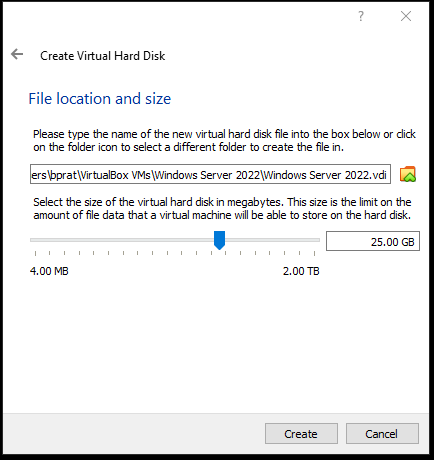 ?
Create Virtual Hard Disk
File location and size
Please type the name of the new virtual hard disk file into the box below or click
on the folder icon to select a different folder to create the file in.
ers\bprat\VirtualBox VMs\Windows Server 2022\Windows Server 2022.vdi
Select the size of the virtual hard disk in megabytes. This size is the limit on the
amount of file data that a virtual machine will be able to store on the hard disk.
25.00 GB
4.00 MB 2.00 TB
Create Cancel